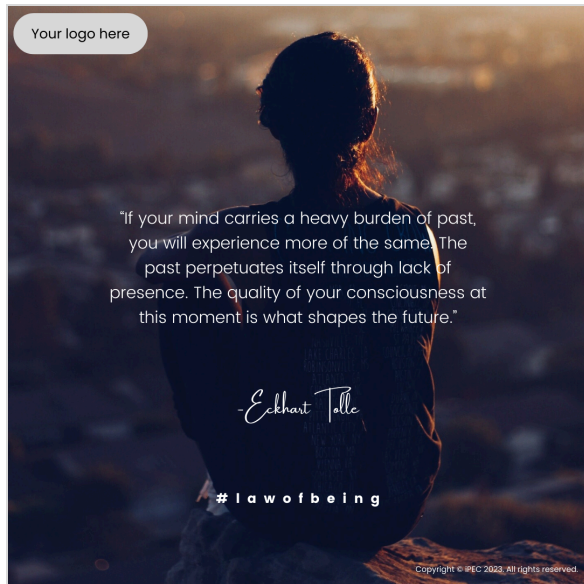 Your logo here
“If your mind carries a heavy burden of past,
you will experience more of the same. The
past perpetuates itself through lack of
presence. The quality of your consciousness at
this moment is what shapes the future.”
-Eckhart Tolle
#lawofbeing
Copyright © iPEC 2023. All rights reserved.